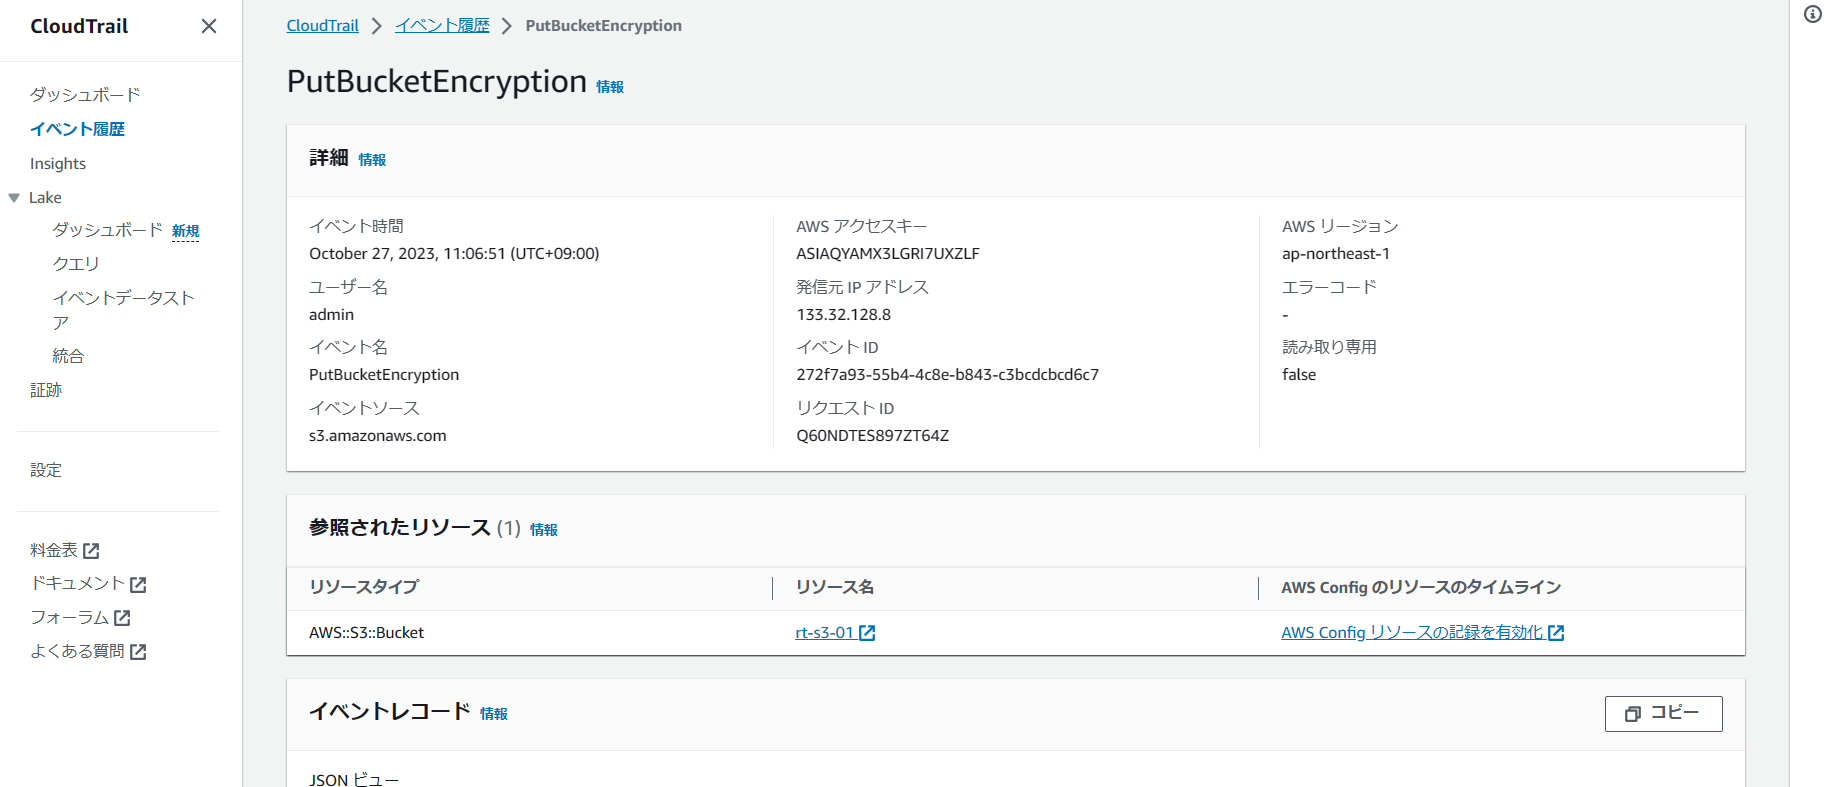 CloudTrail
ダッシュボード
イベント履歴
Insights
Lake
ダッシュボード 新規
クエリ
イベントデータスト
ア
統合
証跡
設定
料金表
ドキュメント
フォーラム
よくある質問
CloudTrail イベント履歴 PutBucketEncryption
PutBucketEncryption 情報
詳細 情報
イベント時間
October 27, 2023, 11:06:51 (UTC+09:00)
ユーザー名
admin
イベント名
PutBucketEncryption
イベントソース
s3.amazonaws.com
AWS アクセスキー
ASIAQYAMX3LGRI7UXZLF
発信元 IP アドレス
133.32.128.8
イベント ID
272f7a93-55b4-4c8e-b843-c3bcdcbcd6c7
リクエスト ID
Q60NDTES897ZT64Z
AWS リージョン
ap-northeast-1
エラーコード
-
読み取り専用
false
参照されたリソース (1) 情報
リソースタイプ リソース名 AWS Config のリソースのタイムライン
AWS::S3::Bucket rt-s3-01 AWS Config リソースの記録を有効化
イベントレコード 情報
コピー
JSON ビュー